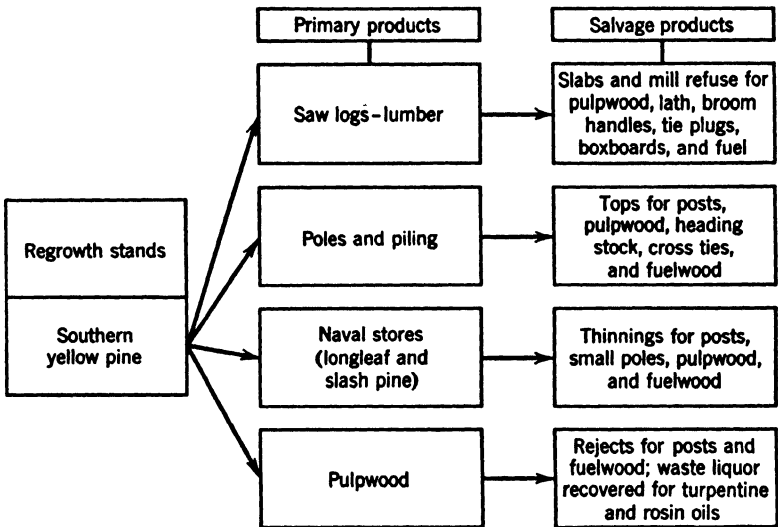 Primary products
Salvage products
Saw logs-lumber
Slabs and mill refuse for
pulpwood, lath, broom
handles, tie plugs,
boxboards, and fuel
Regrowth stands
Southern
yellow pine
Poles and piling
Tops for posts,
pulpwood, heading
stock, cross ties,
and fuelwood
Naval stores
(longleaf and
slash pine)
Thinnings for posts,
small poles, pulpwood,
and fuelwood
Pulpwood
Rejects for posts and
fuelwood; waste liquor
recovered for turpentine
and rosin oils